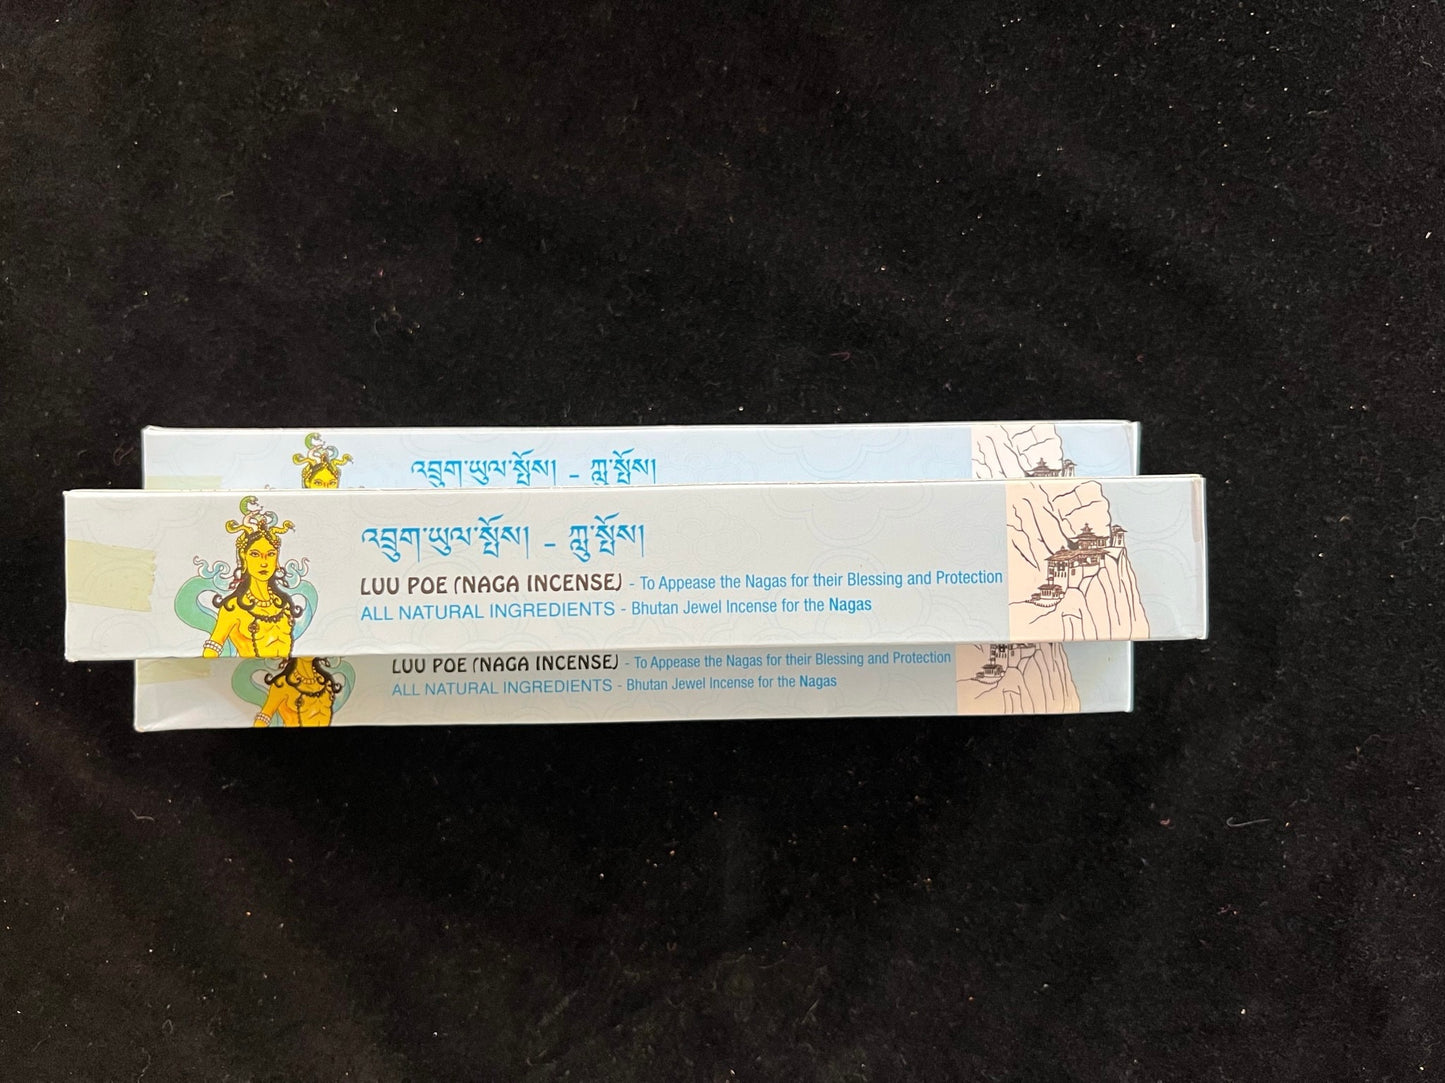 འབྲུག་ཡུལ་སྤོས། – ཀླུ་སྤོས།
འབྲུག་ཡུལ་སྤོས། – ཀླུ་སྤོས།
LUU POE (NAGA INCENSE) - To Appease the Nagas for their Blessing and Protection
ALL NATURAL INGREDIENTS - Bhutan Jewel Incense for the Nagas
LUU POE (NAGA INCENSE) - To Appease the Nagas for their Blessing and Protection
ALL NATURAL INGREDIENTS - Bhutan Jewel Incense for the Nagas